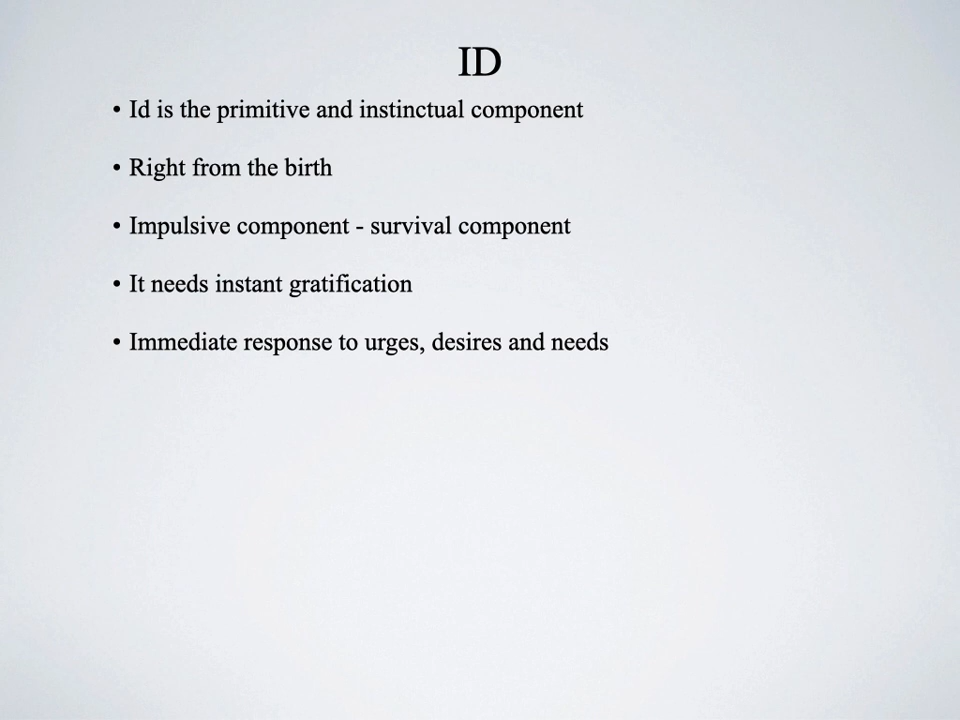 ID
• Id is the primitive and instinctual component
• Right from the birth
• Impulsive component - survival component
• It needs instant gratification
• Immediate response to urges, desires and needs